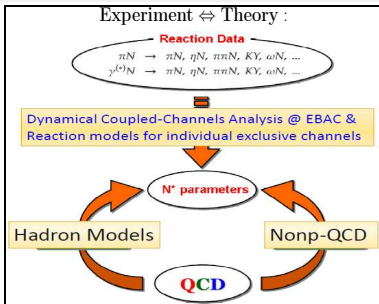 Experiment ⇔ Theory :
Reaction Data
πN → πN, ηN, ππN, KY, ωN, ...
γ(*)N → πN, ηN, ππN, KY, ωN, ...
Dynamical Coupled-Channels Analysis @ EBAC &
Reaction models for individual exclusive channels
N* parameters
Hadron Models
Nonp-QCD
QCD